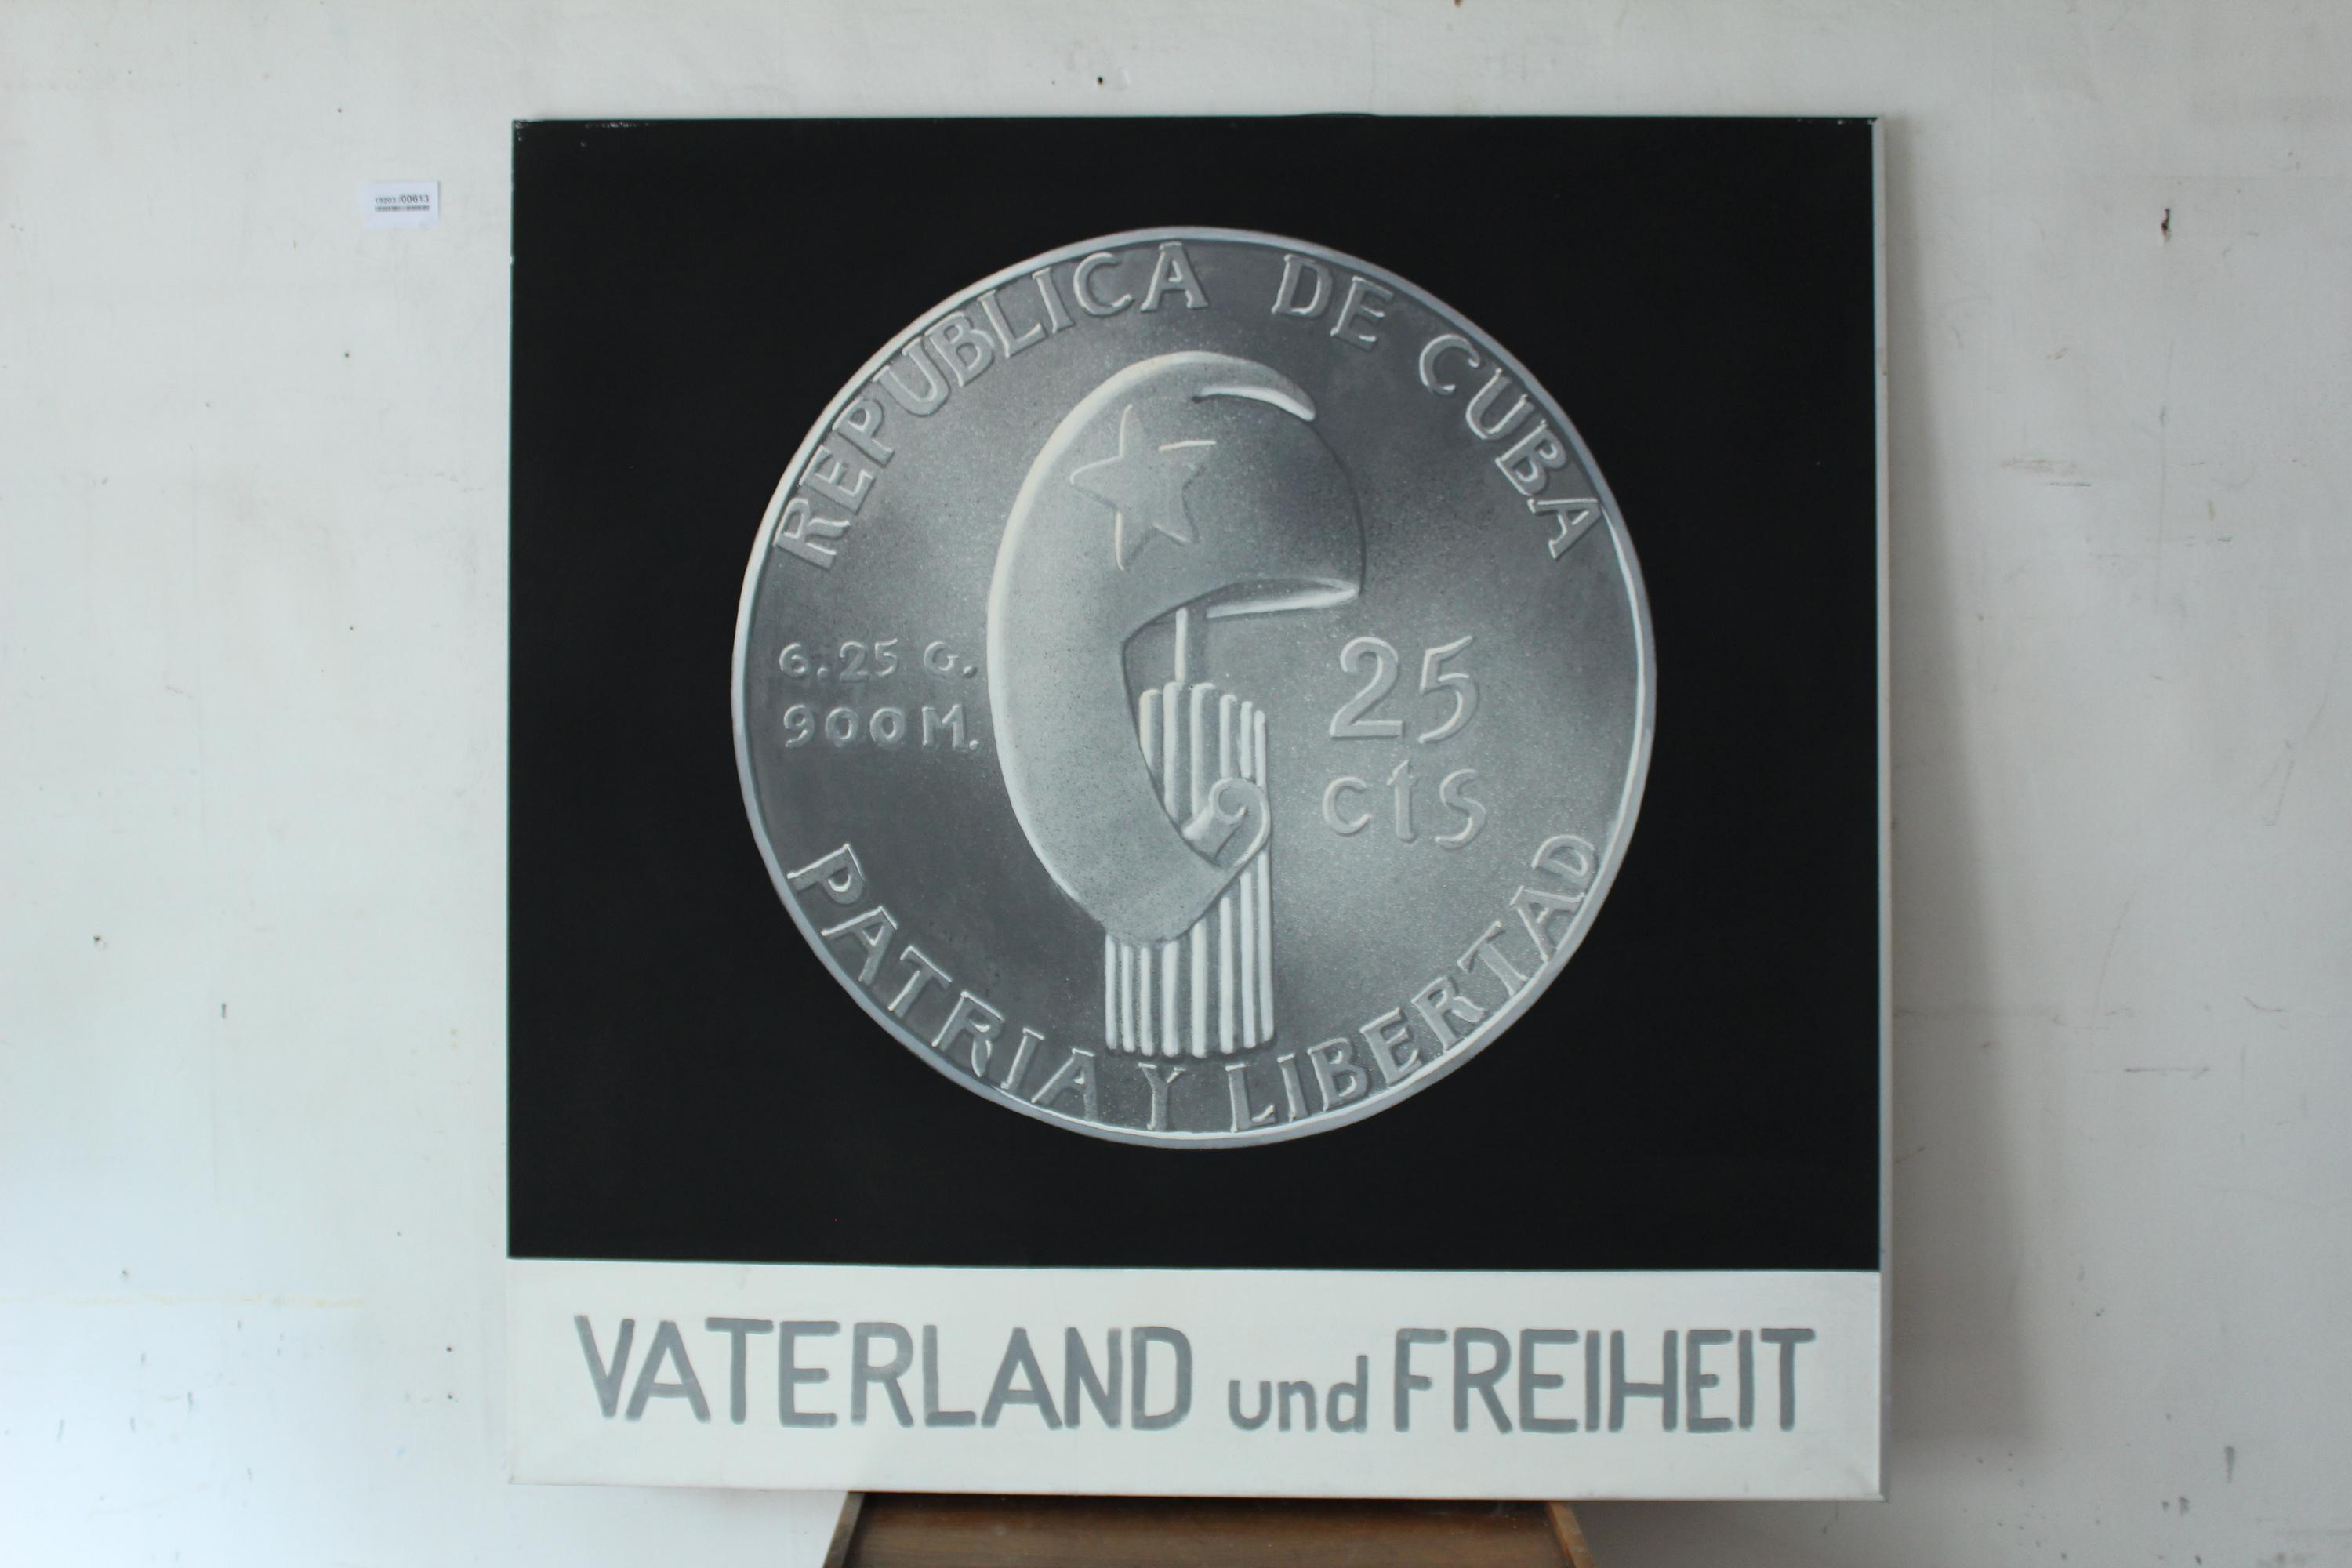 REPUBLICA DE CUBA
6.25 G.
900 M.
25
cts
PATRIA Y LIBERTAD
VATERLAND und FREIHEIT